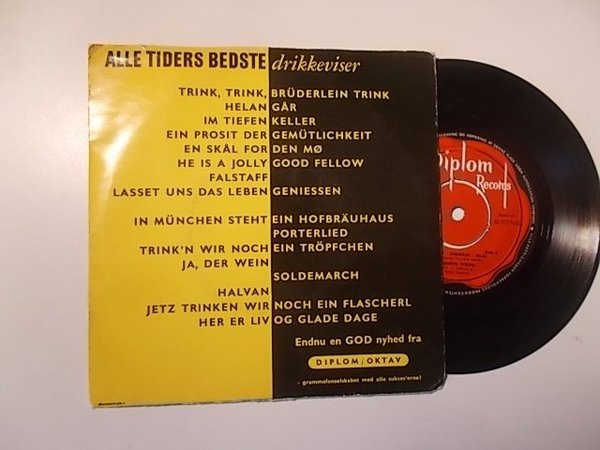 ALLE TIDERS BEDSTE drikkeviser
TRINK, TRINK, BRÜDERLEIN TRINK
HELAN GÅR
IM TIEFEN KELLER
EIN PROSIT DER GEMÜTLICHKEIT
EN SKÅL FOR DEN MØ
HE IS A JOLLY GOOD FELLOW
FALSTAFF
LASSET UNS DAS LEBEN GENIESSEN
IN MÜNCHEN STEHT EIN HOFBRÄUHAUS
PORTERLIED
TRINK'N WIR NOCH EIN TRÖPFCHEN
JA, DER WEIN
SOLDEMARCH
HALVAN
JETZ TRINKEN WIR NOCH EIN FLASCHERL
HER ER LIV OG GLADE DAGE
Endnu en GOD nyhed fra
DIPLOM / OKTAV
- grammofonselskabet med alle sukces'erne!
Diplom
Records